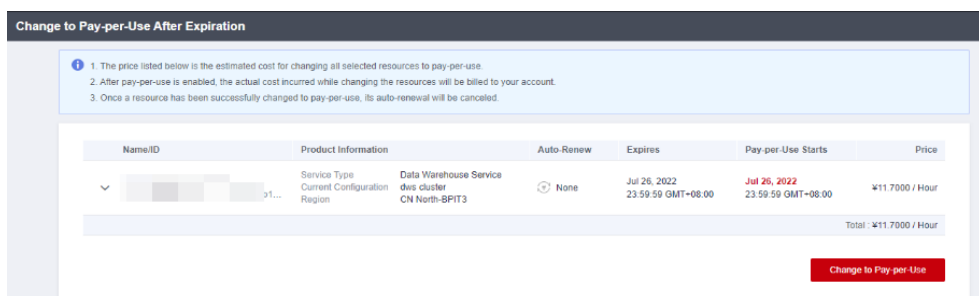 Change to Pay-per-Use After Expiration
1. The price listed below is the estimated cost for changing all selected resources to pay-per-use.
2. After pay-per-use is enabled, the actual cost incurred while changing the resources will be billed to your account.
3. Once a resource has been successfully changed to pay-per-use, its auto-renewal will be canceled.
Name/ID Product Information Auto-Renew Expires Pay-per-Use Starts Price
Service Type Data Warehouse Service
Current Configuration dws cluster
Region CN North-BPIT3
None
Jul 26, 2022
23:59:59 GMT+08:00
Jul 26, 2022
23:59:59 GMT+08:00
¥11.7000 / Hour
Total : ¥11.7000 / Hour
Change to Pay-per-Use